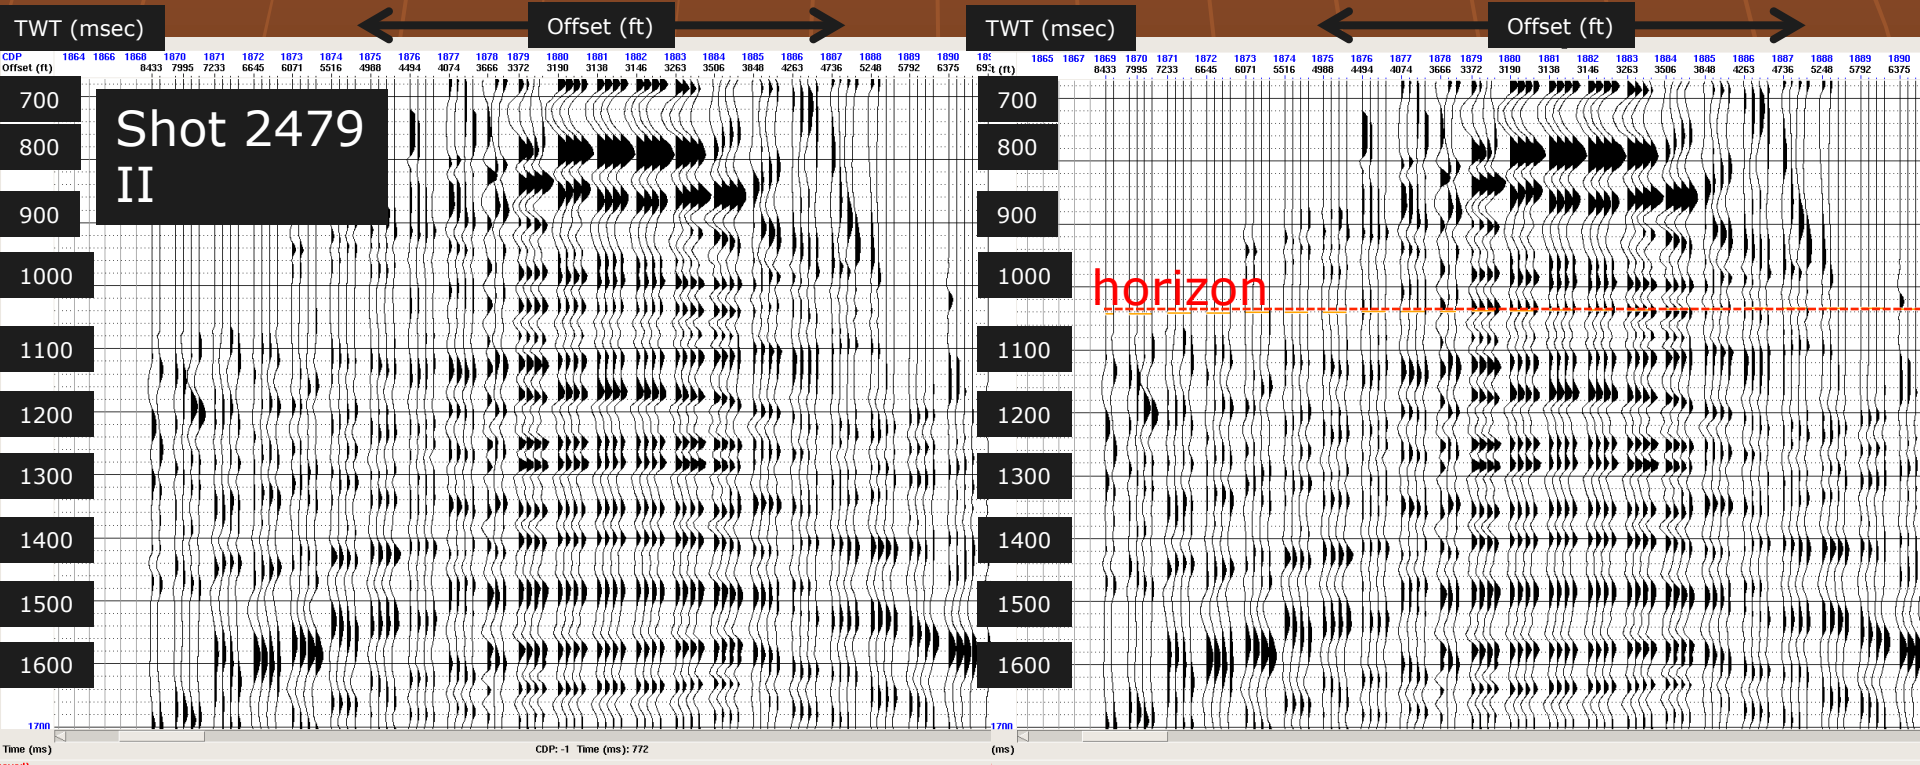 TWT (msec)
Offset (ft)
TWT (msec)
Offset (ft)
CDP 1864 1866 1868 1870 1871 1872 1873 1874 1875 1876 1877 1878 1879 1880 1881 1882 1883 1884 1885 1886 1887 1888 1889 1890
Offset (ft) 8433 7995 7233 6645 6071 5516 4988 4494 4074 3666 3372 3190 3138 3146 3263 3506 3848 4263 4736 5248 5792 6375
1865 1867 1869 1870 1871 1872 1873 1874 1875 1876 1877 1878 1879 1880 1881 1882 1883 1884 1885 1886 1887 1888 1889 1890
(ft) 8433 7995 7233 6645 6071 5516 4988 4494 4074 3666 3372 3190 3138 3146 3263 3506 3848 4263 4736 5248 5792 6375
Shot 2479
II
700
800
900
1000
1100
1200
1300
1400
1500
1600
1700
Time (ms)
CDP: -1 Time (ms): 772
700
800
900
1000
horizon
1100
1200
1300
1400
1500
1600
1700
(ms)